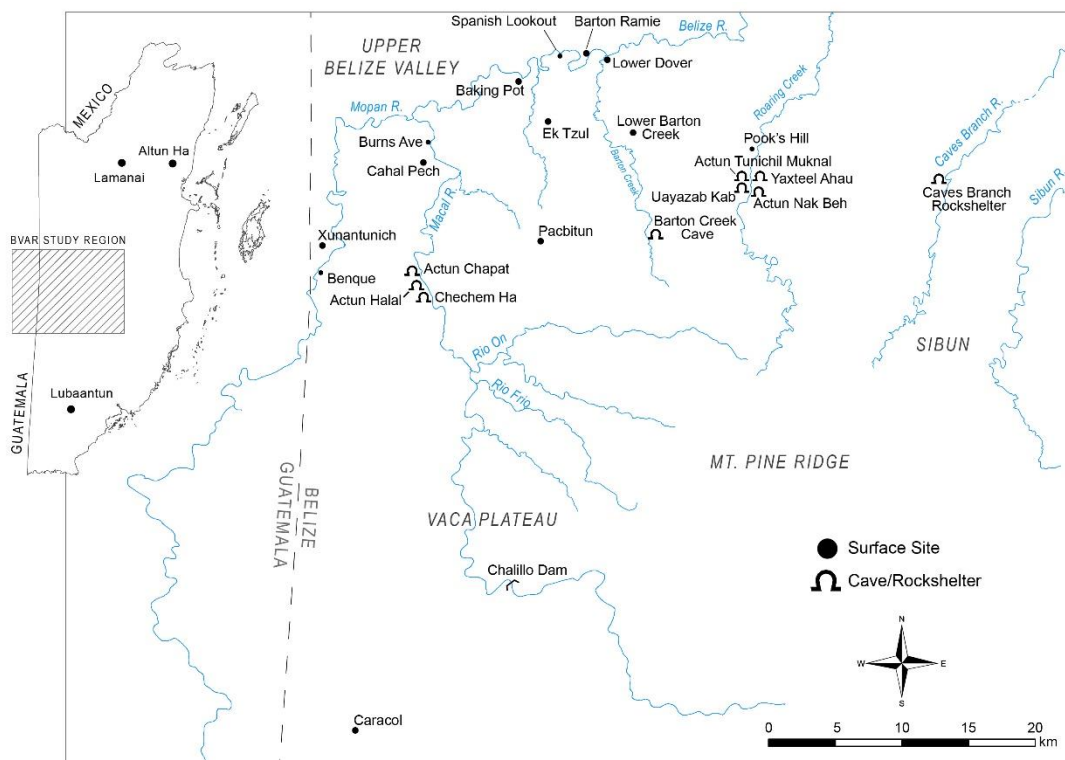 MEXICO
Altun Ha
Lamanai
BVAR STUDY REGION
Lubaantun
GUATEMALA
UPPER
BELIZE VALLEY
Spanish Lookout
Barton Ramie
Belize R.
Lower Dover
Baking Pot
Mopan R.
Ek Tzul
Lower Barton
Creek
Roaring Creek
Pook's Hill
Caves Branch R.
Burns Ave
Cahal Pech
Macal R.
Barton Creek
Actun Tunichil Muknal
Yaxteel Ahau
Uayazab Kab
Actun Nak Beh
Caves Branch
Rockshelter
Sibun R.
Xunantunich
Pacbitun
Barton Creek
Cave
Benque
Actun Chapat
Actun Halal
Chechem Ha
Rio On
Rio Frio
SIBUN
MT. PINE RIDGE
BELIZE
GUATEMALA
VACA PLATEAU
Chalillo Dam
Surface Site
Cave/Rockshelter
N
W
E
S
Caracol
0 5 10 15 20
km